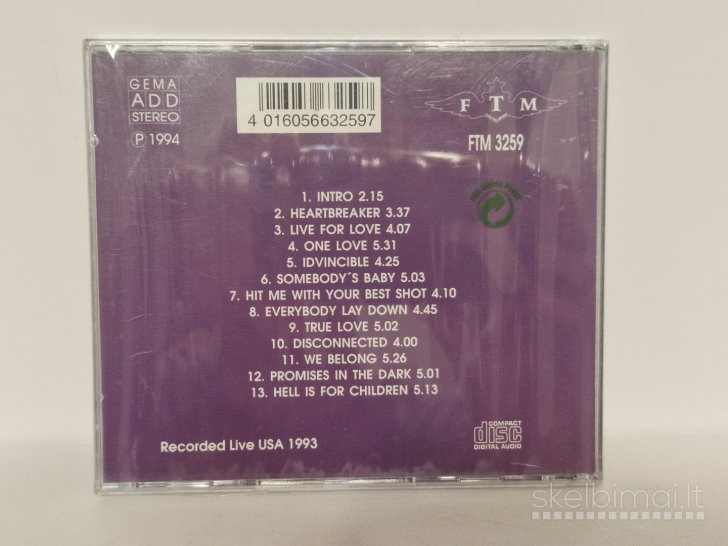 GEMA
ADD
STEREO
Ⓟ 1994
4 016056632597
F T M
FTM 3259
1. INTRO 2.15
2. HEARTBREAKER 3.37
3. LIVE FOR LOVE 4.07
4. ONE LOVE 5.31
5. IDVINCIBLE 4.25
6. SOMEBODY´S BABY 5.03
7. HIT ME WITH YOUR BEST SHOT 4.10
8. EVERYBODY LAY DOWN 4.45
9. TRUE LOVE 5.02
10. DISCONNECTED 4.00
11. WE BELONG 5.26
12. PROMISES IN THE DARK 5.01
13. HELL IS FOR CHILDREN 5.13
Recorded Live USA 1993
COMPACT
disc
DIGITAL AUDIO
skelbimai.lt